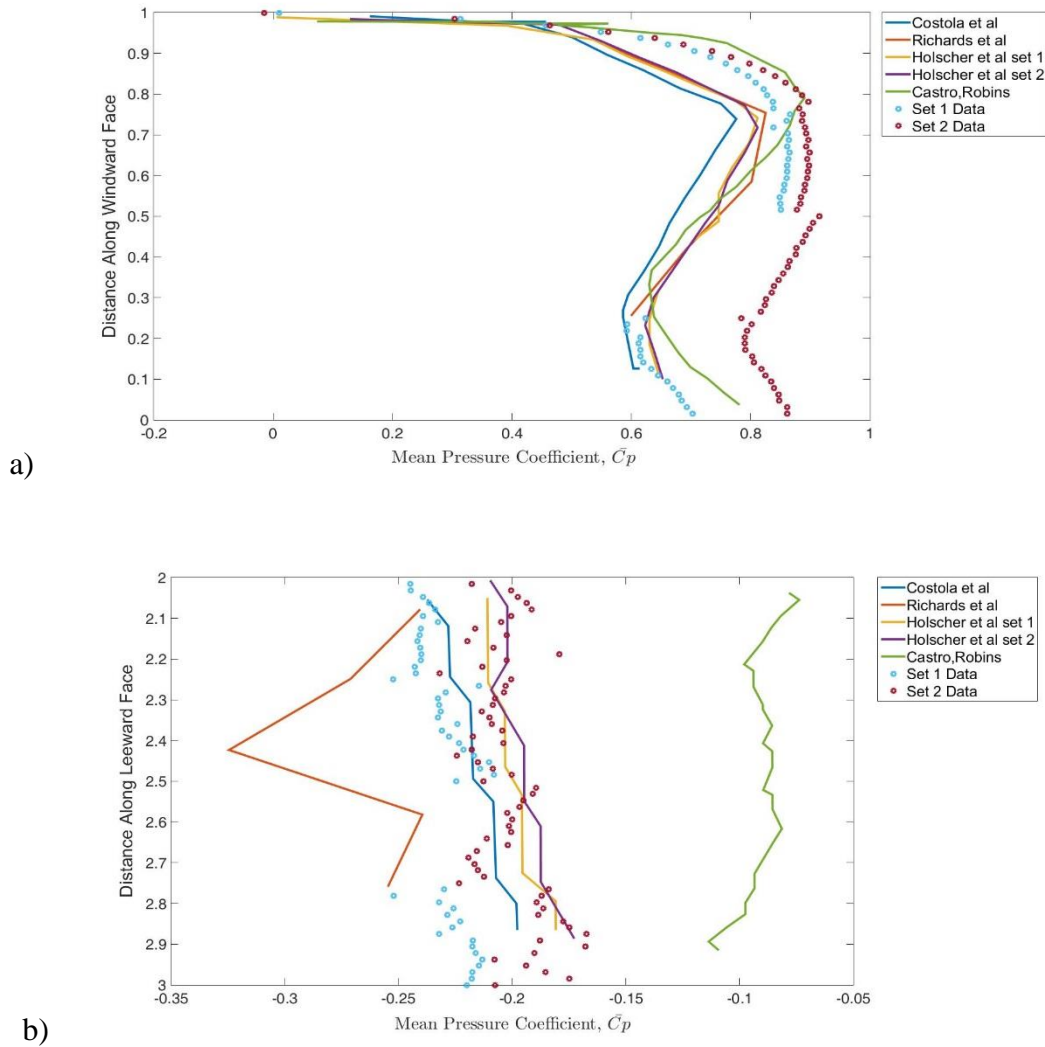 Distance Along Windward Face
1
0.9
0.8
0.7
0.6
0.5
0.4
0.3
0.2
0.1
0
-0.2
0
0.2
0.4
0.6
0.8
1
Mean Pressure Coefficient, C̄p
Costola et al
Richards et al
Holscher et al set 1
Holscher et al set 2
Castro,Robins
Set 1 Data
Set 2 Data
a)
Distance Along Leeward Face
2
2.1
2.2
2.3
2.4
2.5
2.6
2.7
2.8
2.9
3
-0.35
-0.3
-0.25
-0.2
-0.15
-0.1
-0.05
Mean Pressure Coefficient, C̄p
Costola et al
Richards et al
Holscher et al set 1
Holscher et al set 2
Castro,Robins
Set 1 Data
Set 2 Data
b)